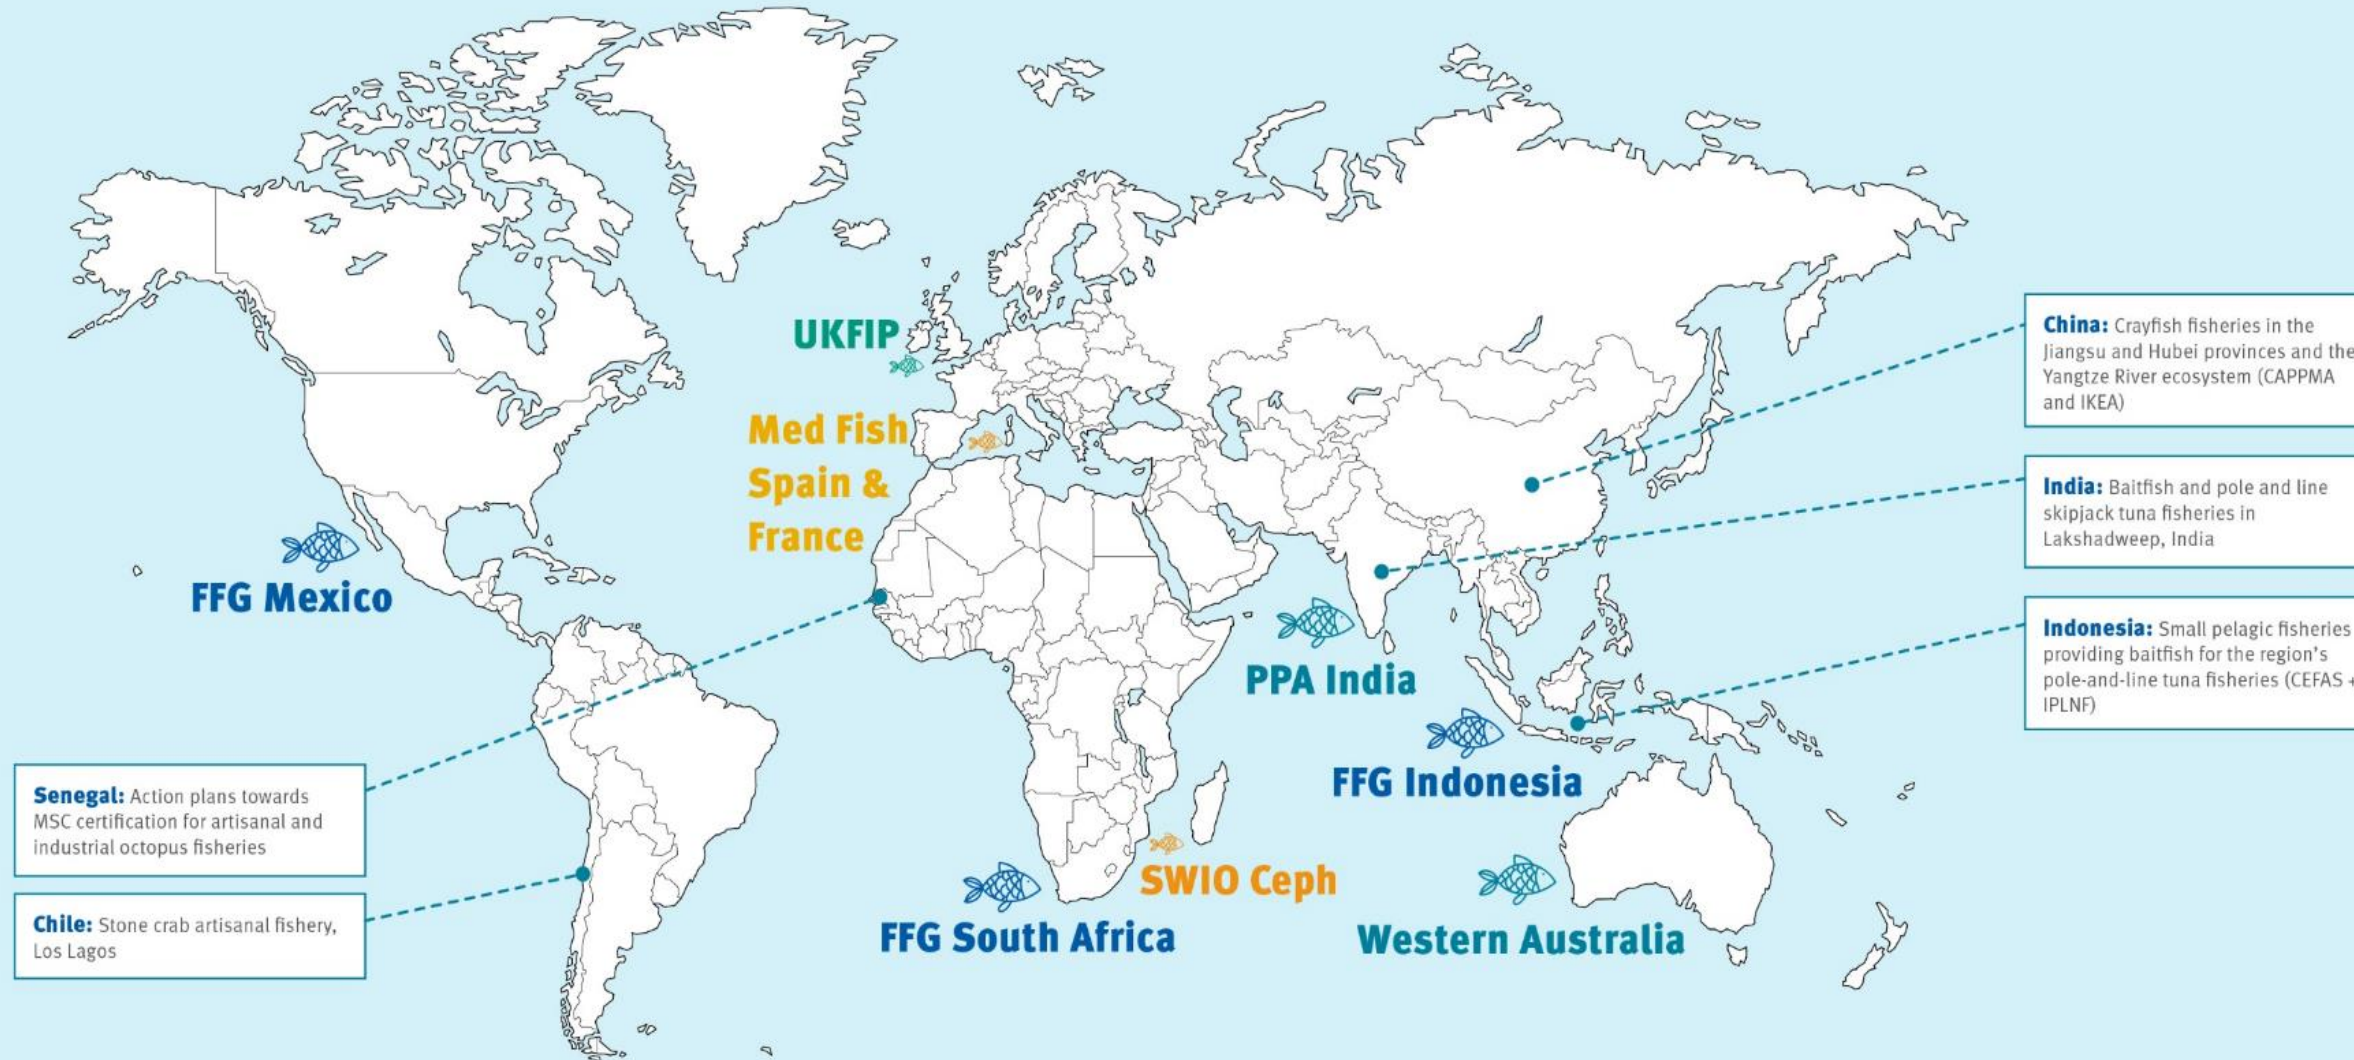 UKFIP
Med Fish
Spain &
France
FFG Mexico
PPA India
FFG Indonesia
SWIO Ceph
FFG South Africa
Western Australia
China: Crayfish fisheries in the
Jiangsu and Hubei provinces and the
Yangtze River ecosystem (CAPPMA
and IKEA)
India: Baitfish and pole and line
skipjack tuna fisheries in
Lakshadweep, India
Indonesia: Small pelagic fisheries
providing baitfish for the region's
pole-and-line tuna fisheries (CEFAS +
IPLNF)
Senegal: Action plans towards
MSC certification for artisanal and
industrial octopus fisheries
Chile: Stone crab artisanal fishery,
Los Lagos